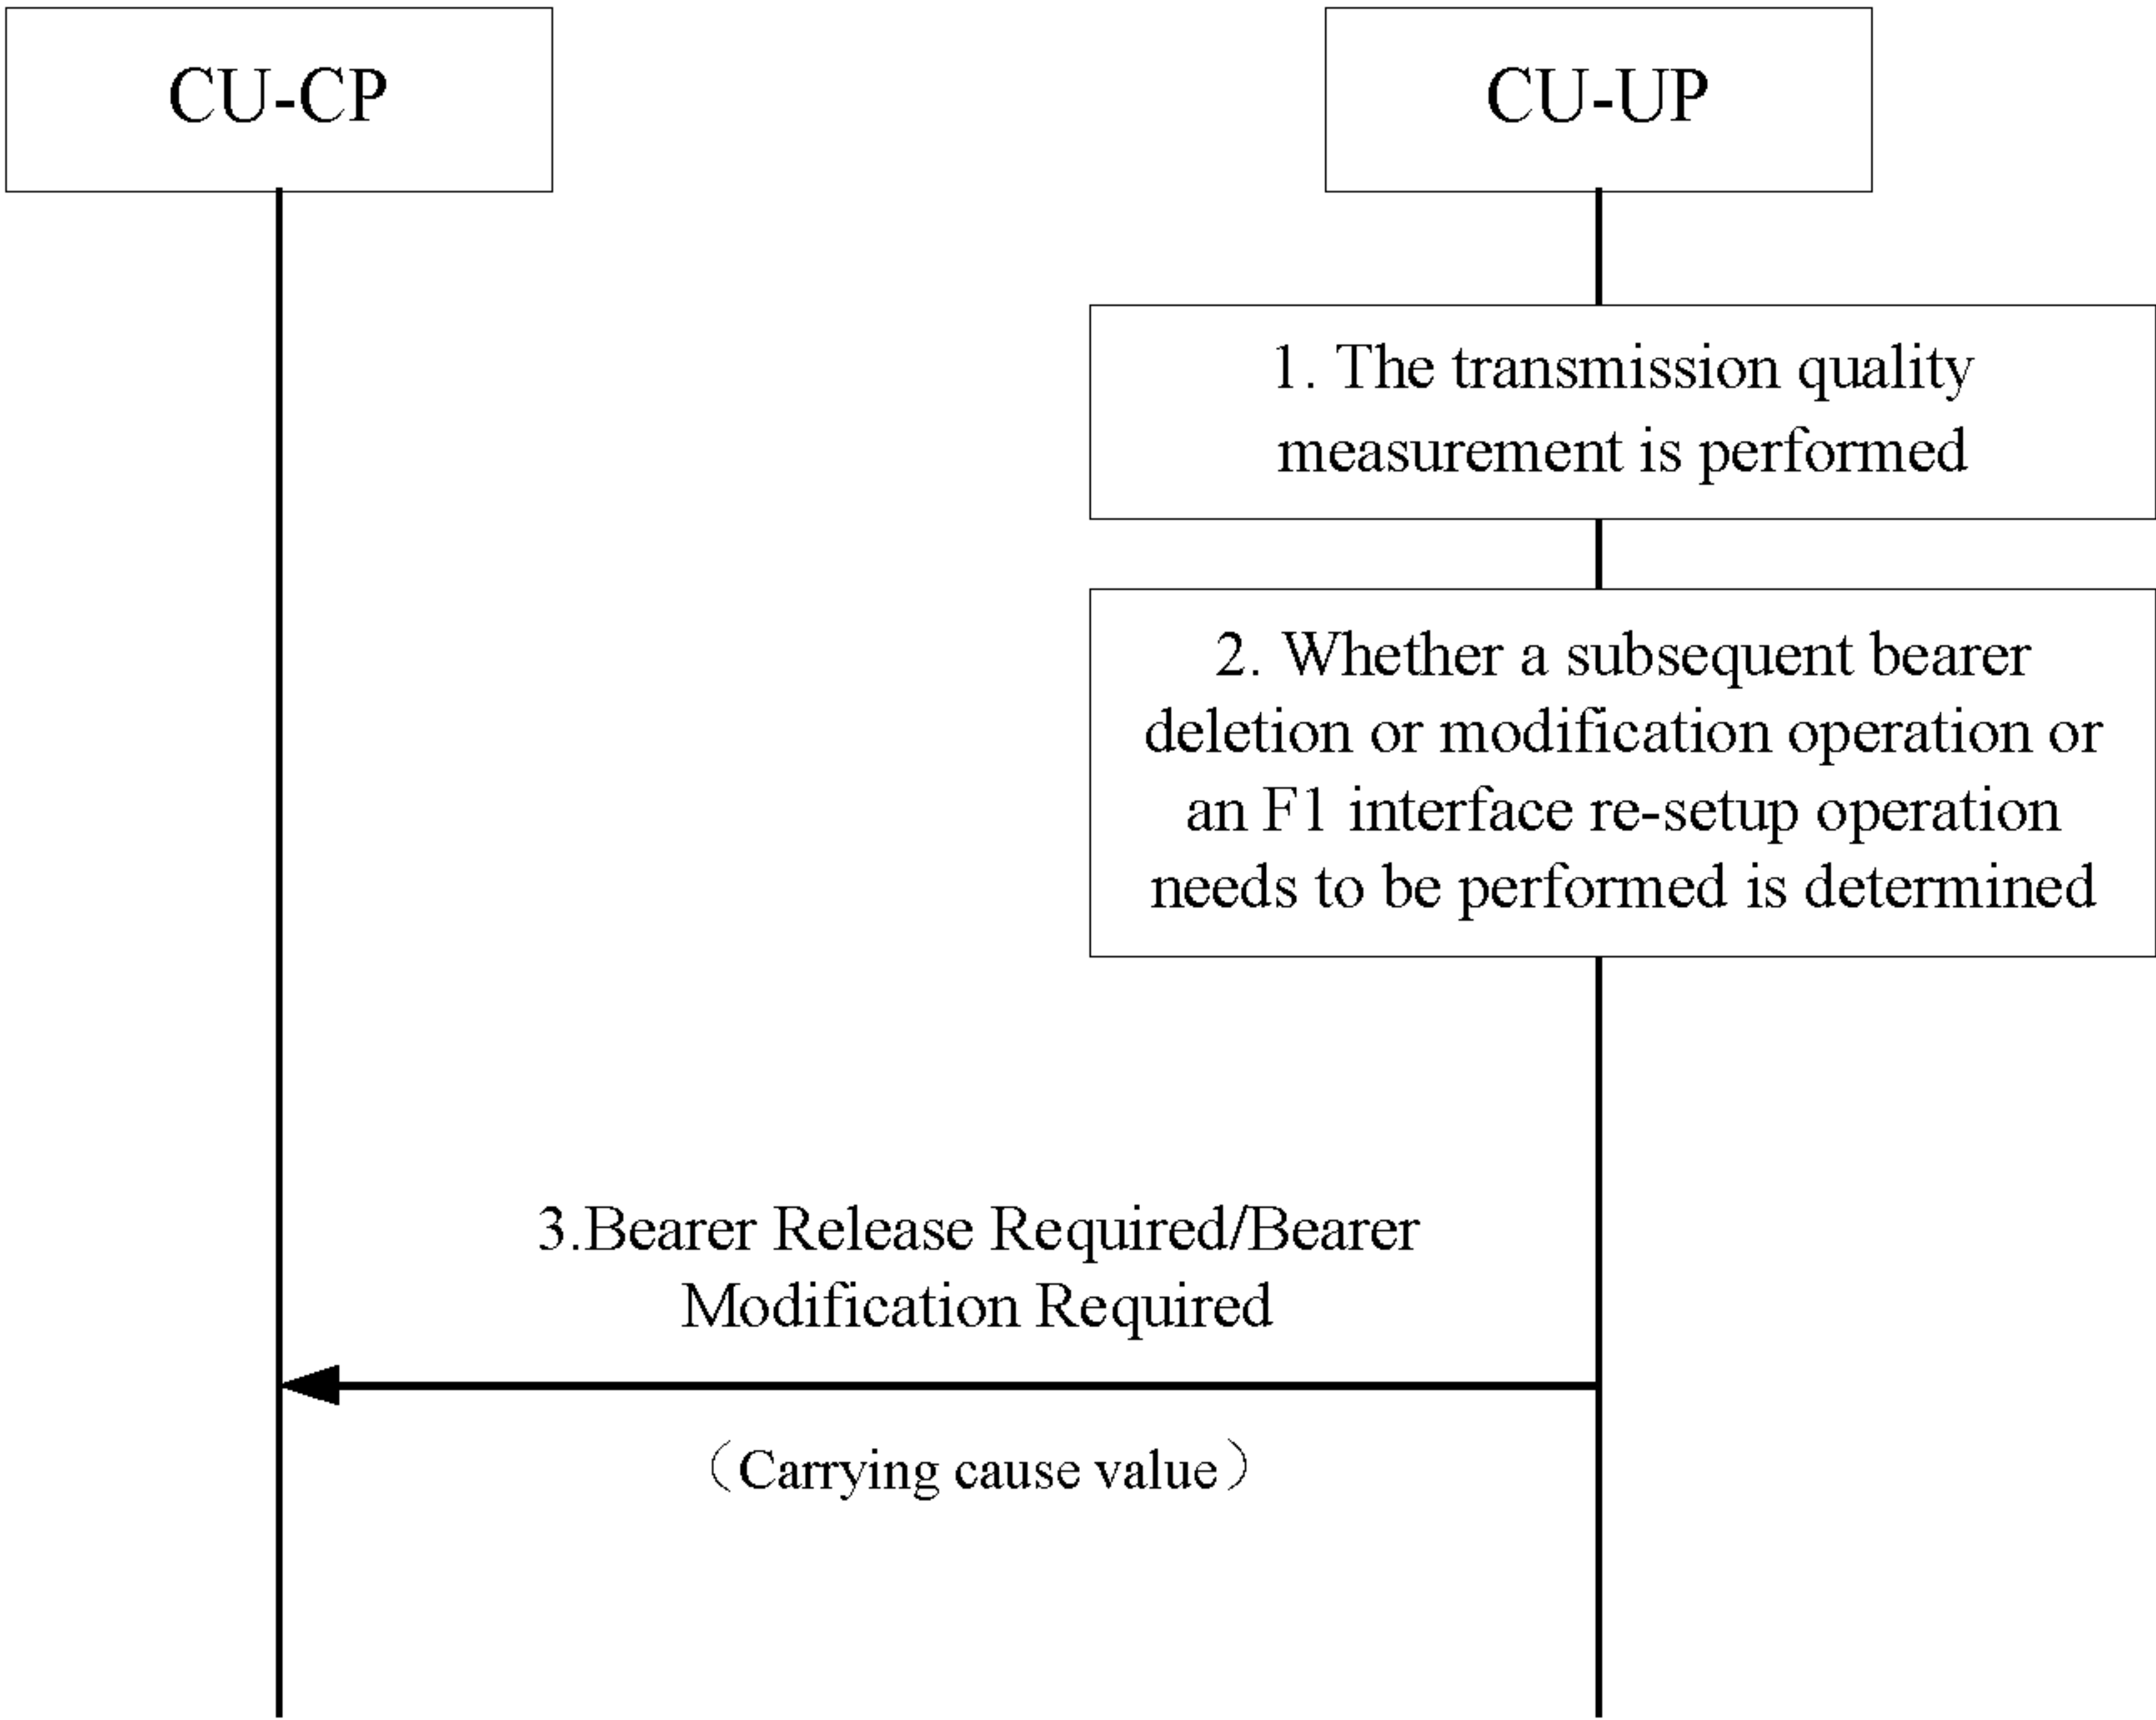 CU-CP
CU-UP
1. The transmission quality
measurement is performed
2. Whether a subsequent bearer
deletion or modification operation or
an F1 interface re-setup operation
needs to be performed is determined
3.Bearer Release Required/Bearer
Modification Required
（Carrying cause value）